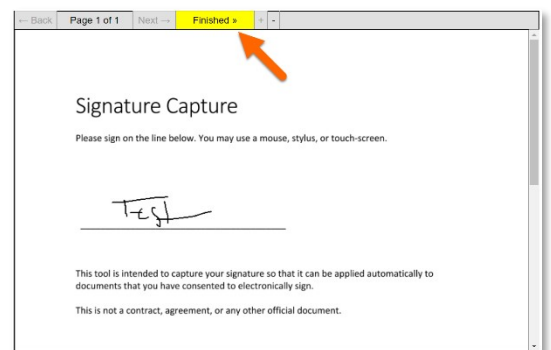 ← Back Page 1 of 1 Next → Finished » + -
Signature Capture
Please sign on the line below. You may use a mouse, stylus, or touch-screen.
Test
This tool is intended to capture your signature so that it can be applied automatically to
documents that you have consented to electronically sign.
This is not a contract, agreement, or any other official document.